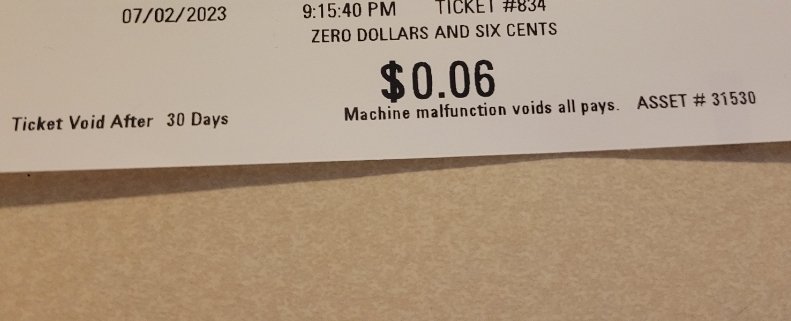 07/02/2023 9:15:40 PM TICKET #834
ZERO DOLLARS AND SIX CENTS
$0.06
Ticket Void After 30 Days Machine malfunction voids all pays. ASSET # 31530